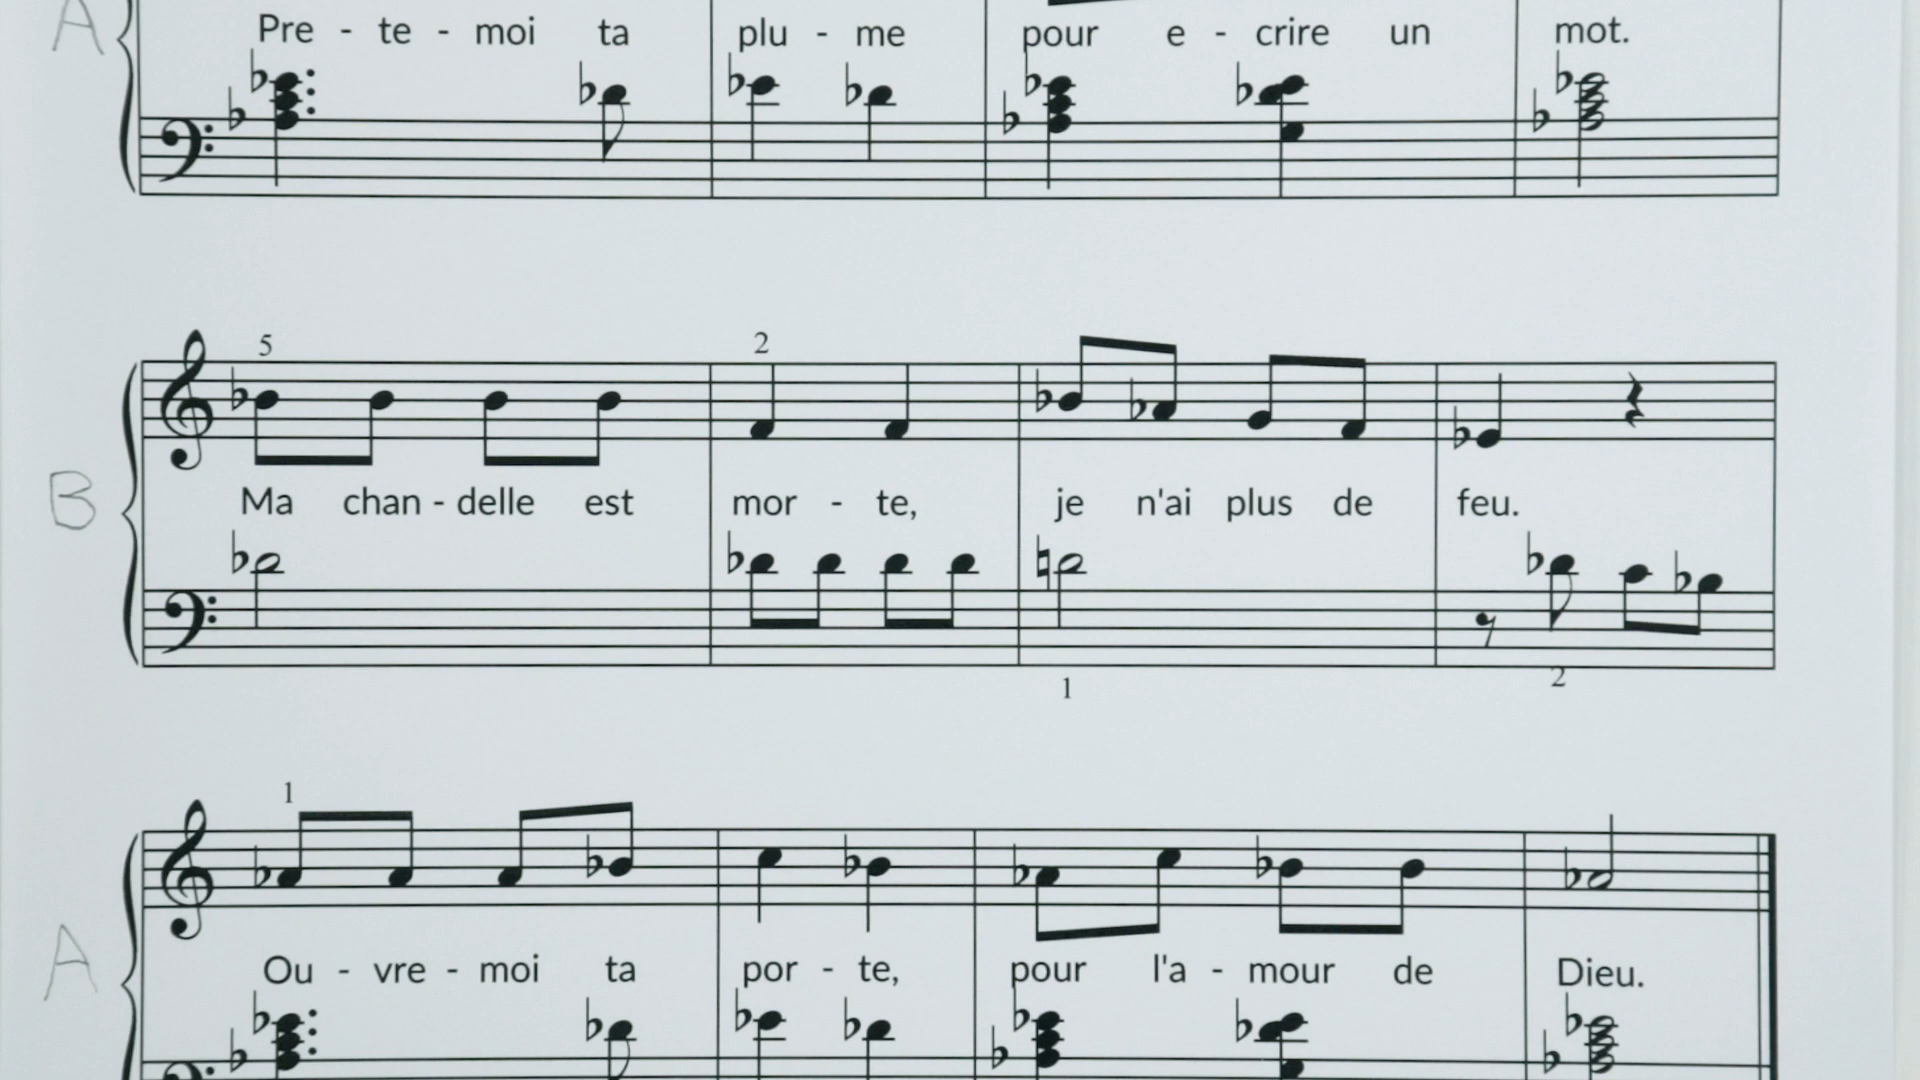 A
Pre - te - moi ta plu - me pour e - crire un mot.
5 2
B
Ma chan - delle est mor - te, je n'ai plus de feu.
1 2
1
A
Ou - vre - moi ta por - te, pour l'a - mour de Dieu.